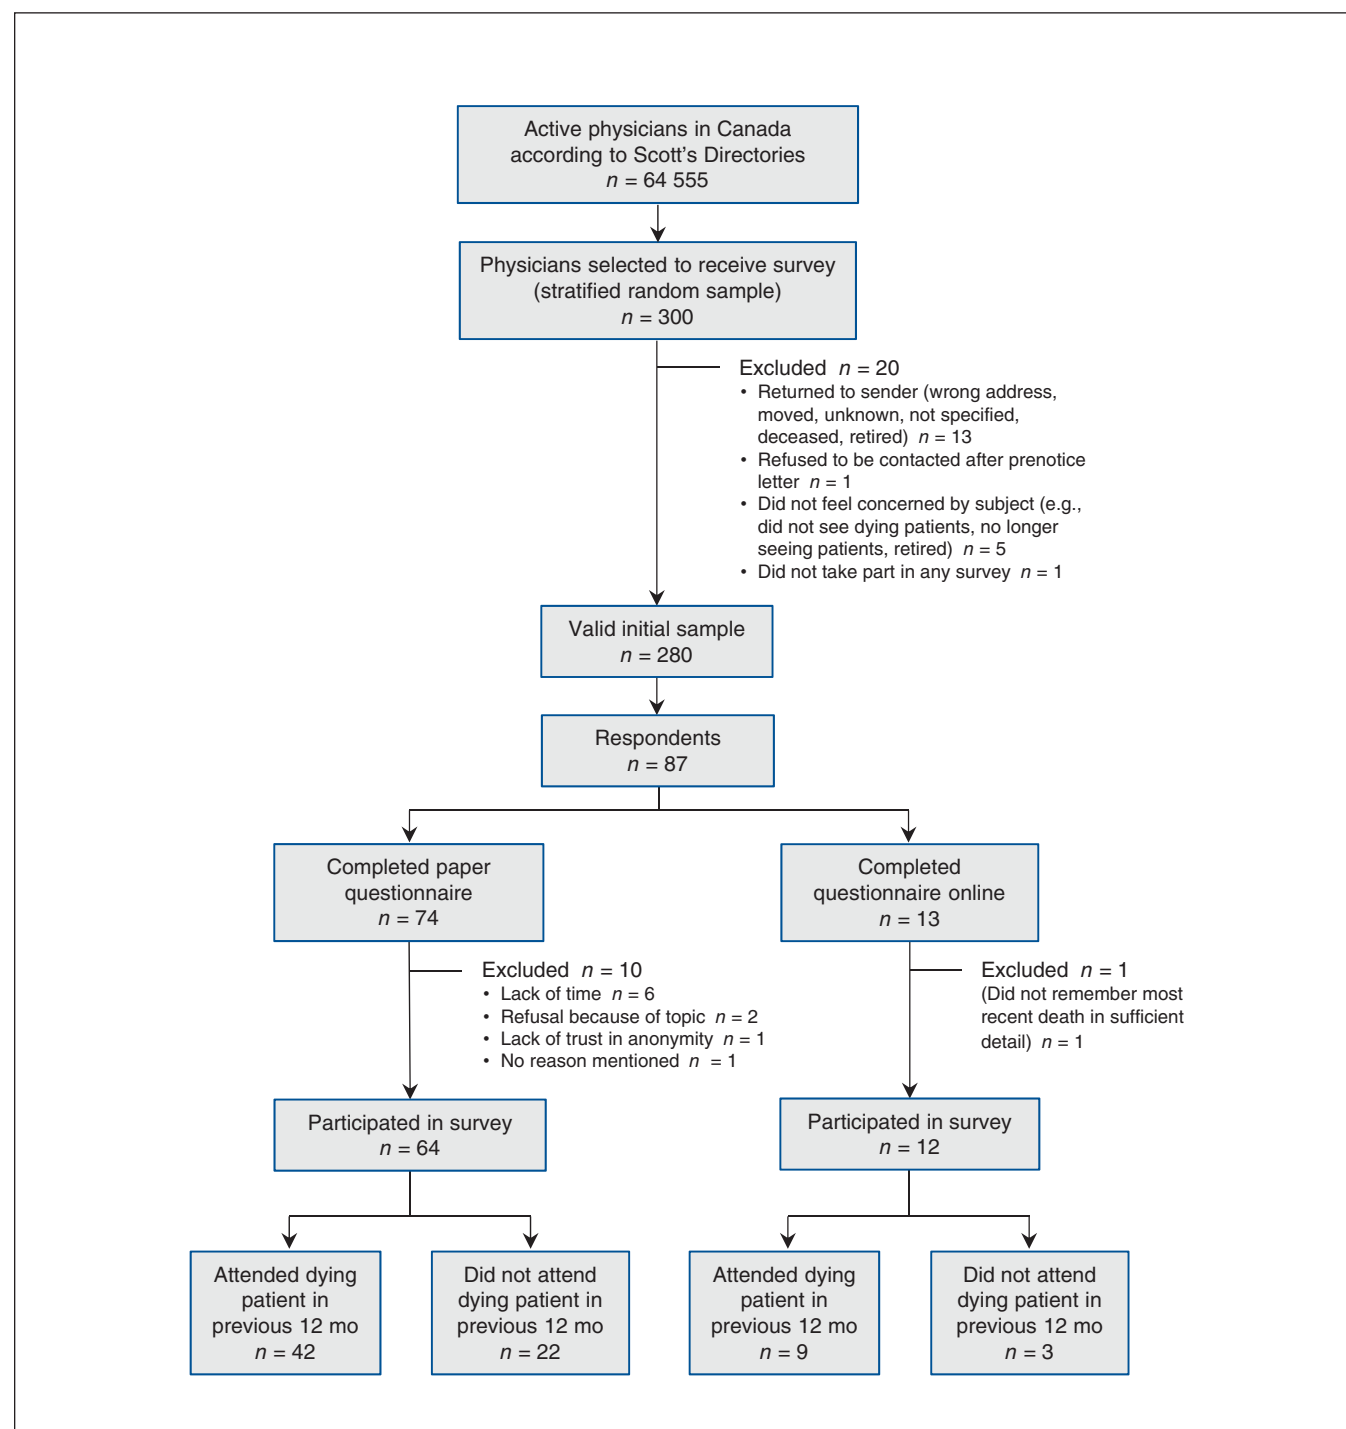 Active physicians in Canada
according to Scott’s Directories
n = 64 555
Physicians selected to receive survey
(stratified random sample)
n = 300
Excluded n = 20
• Returned to sender (wrong address,
moved, unknown, not specified,
deceased, retired) n = 13
• Refused to be contacted after prenotice
letter n = 1
• Did not feel concerned by subject (e.g.,
did not see dying patients, no longer
seeing patients, retired) n = 5
• Did not take part in any survey n = 1
Valid initial sample
n = 280
Respondents
n = 87
Completed paper
questionnaire
n = 74
Completed
questionnaire online
n = 13
Excluded n = 10
• Lack of time n = 6
• Refusal because of topic n = 2
• Lack of trust in anonymity n = 1
• No reason mentioned n = 1
Excluded n = 1
(Did not remember most
recent death in sufficient
detail) n = 1
Participated in survey
n = 64
Participated in survey
n = 12
Attended dying
patient in
previous 12 mo
n = 42
Did not attend
dying patient in
previous 12 mo
n = 22
Attended dying
patient in
previous 12 mo
n = 9
Did not attend
dying patient in
previous 12 mo
n = 3